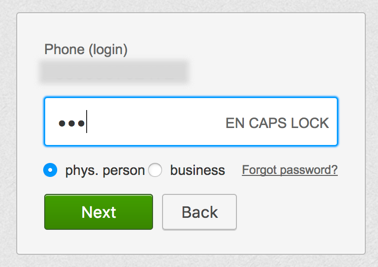 Phone (login)
●●● EN CAPS LOCK
phys. person business Forgot password?
Next Back